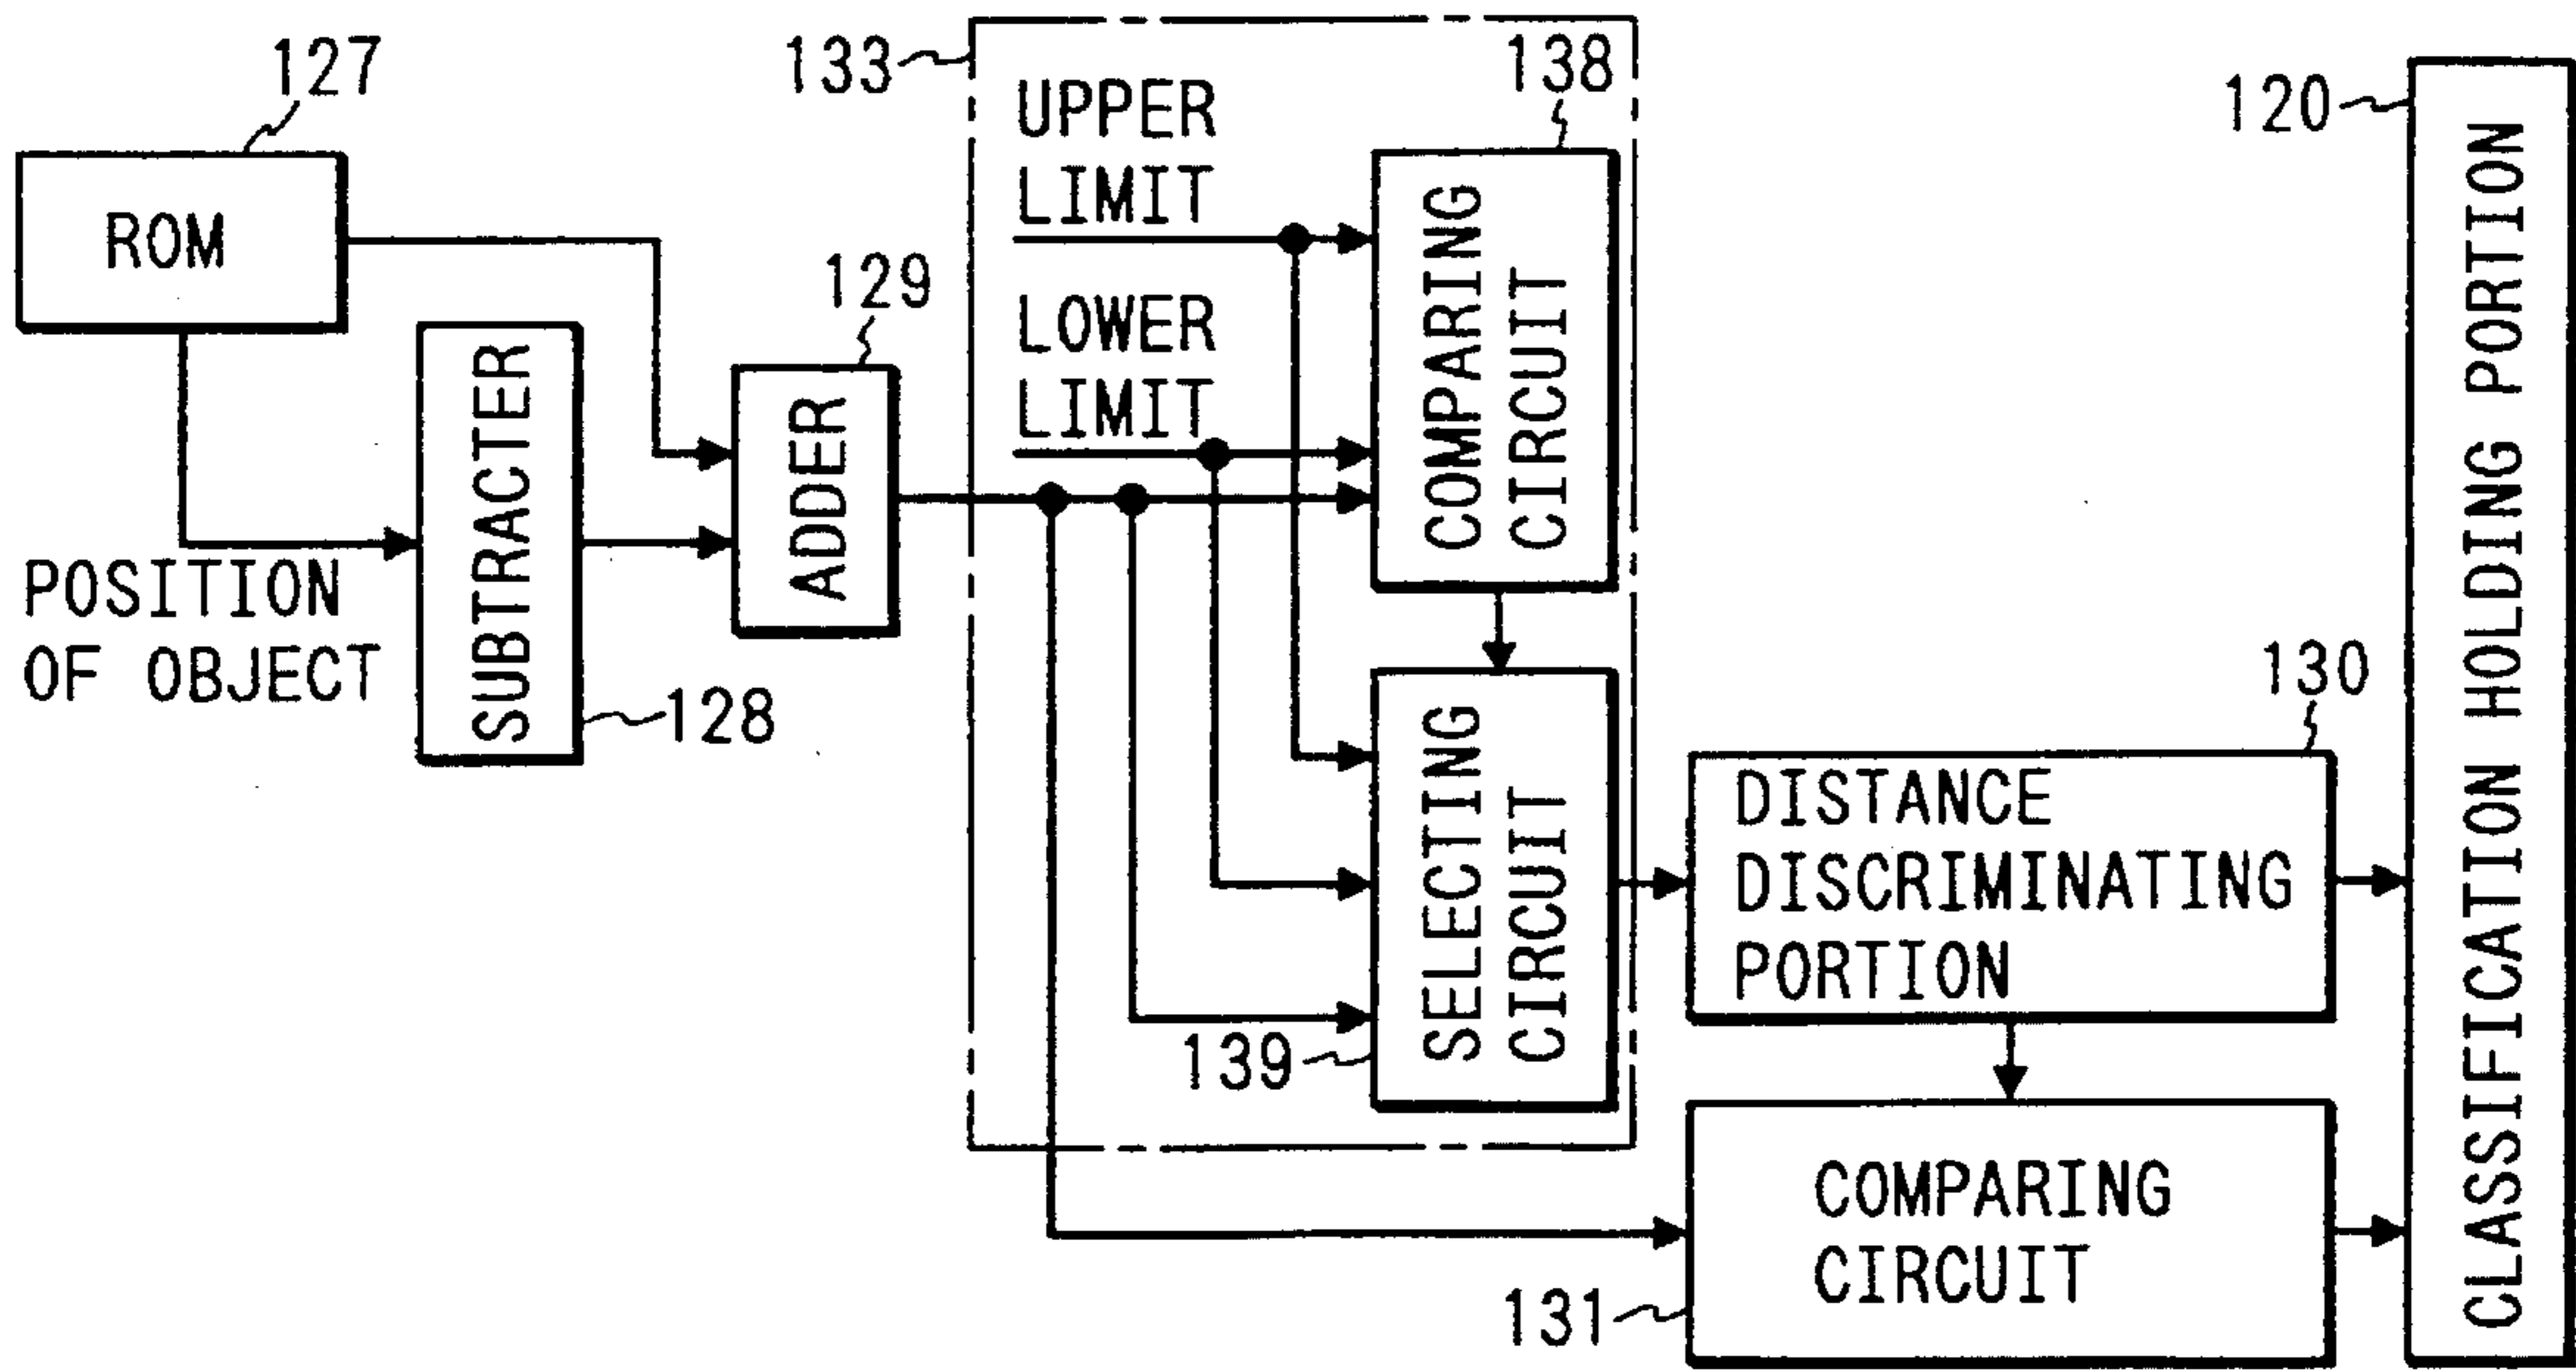 127
ROM
POSITION
OF OBJECT
SUBTRACTER
128
129
ADDER
133
UPPER
LIMIT
LOWER
LIMIT
138
COMPARING
CIRCUIT
SELECTING
CIRCUIT
139
130
DISTANCE
DISCRIMINATING
PORTION
COMPARING
CIRCUIT
131
120
CLASSIFICATION HOLDING PORTION